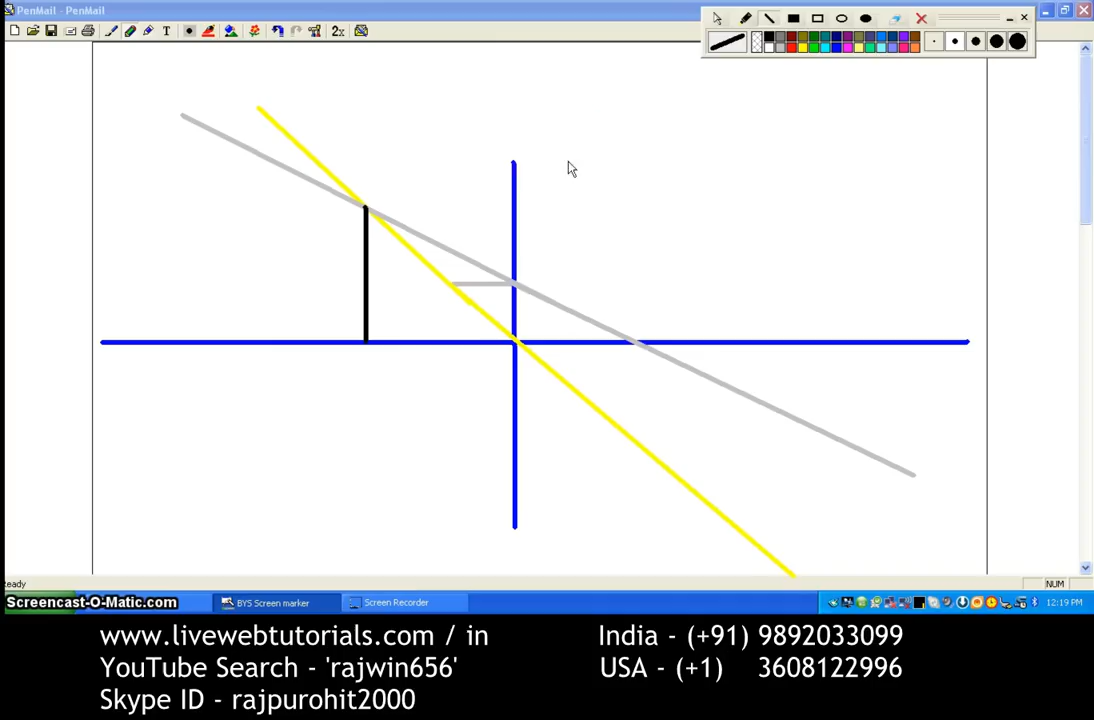 PenMail - PenMail
T
2x
Ready
NUM
Screencast-O-Matic.com
BYS Screen marker
Screen Recorder
12:19 PM
www.livewebtutorials.com / in
India - (+91) 9892033099
YouTube Search - 'rajwin656'
USA - (+1) 3608122996
Skype ID - rajpurohit2000